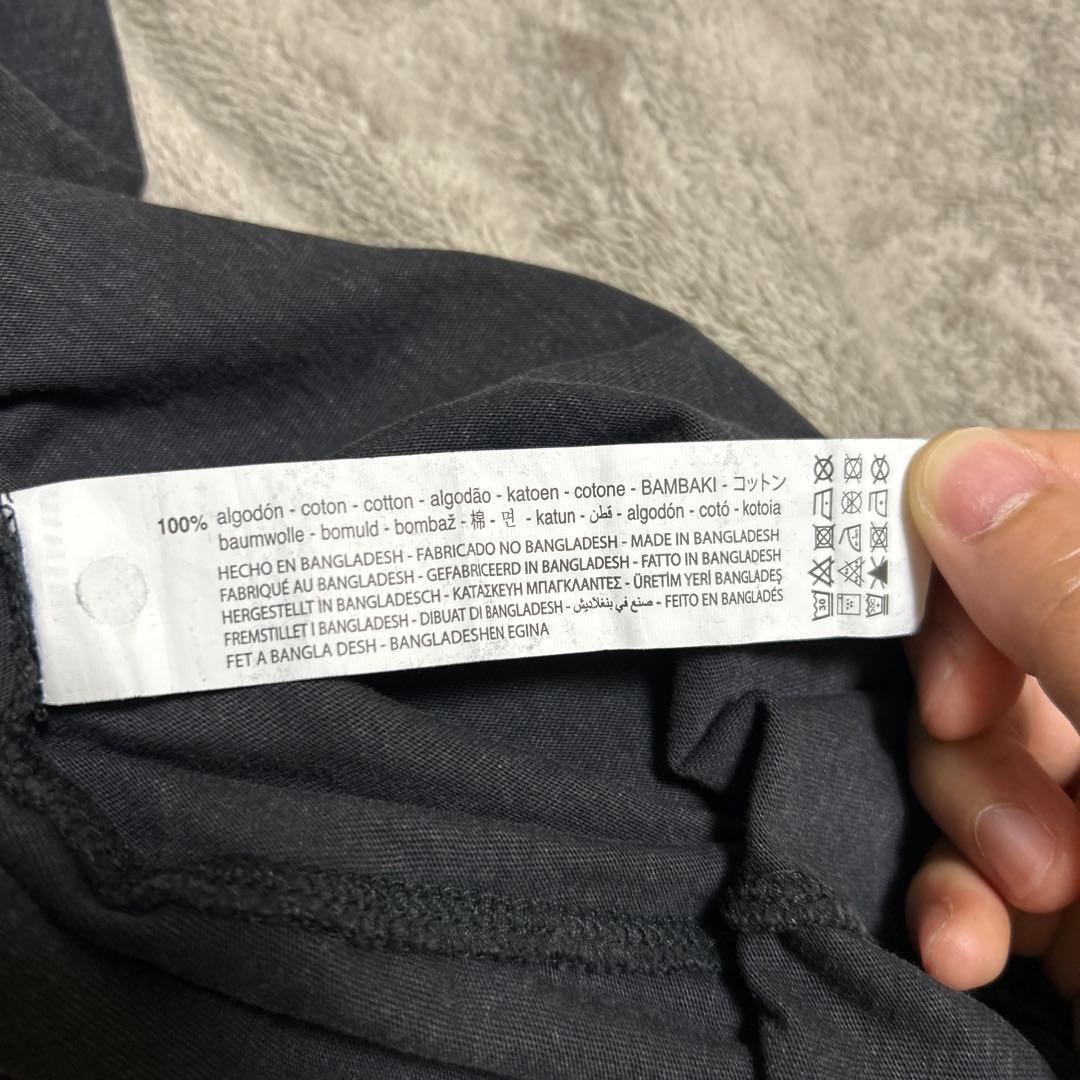 100% algodón - coton - cotton - algodão - katoen - cotone - BAMBAKI - コットン
baumwolle - bomuld - bombaž - 棉 - 면 - katun - قطن - algodón - cotó - kotoia
HECHO EN BANGLADESH - FABRICADO NO BANGLADESH - MADE IN BANGLADESH
FABRIQUÉ AU BANGLADESH - GEFABRICEERD IN BANGLADESH - FATTO IN BANGLADESH
HERGESTELLT IN BANGLADESCH - ΚΑΤΑΣΚΕΥΗ ΜΠΑΓΚΛΑΝΤΕΣ - ÜRETİM YERİ BANGLADEŞ
FREMSTILLET I BANGLADESH - DIBUAT DI BANGLADESH - صنع في بنغلاديش - FEITO EN BANGLADÉS
FET A BANGLA DESH - BANGLADESHEN EGINA
30